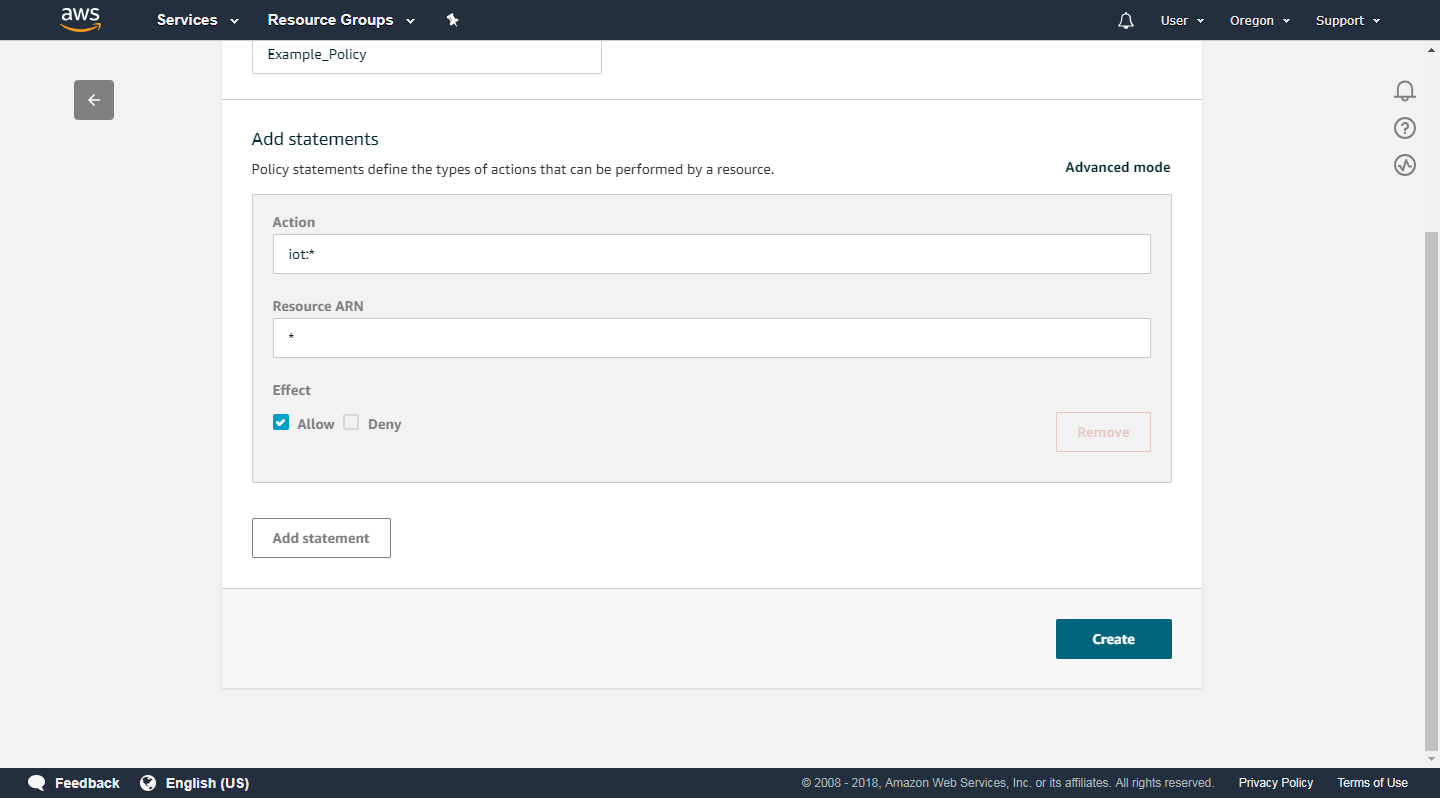 aws Services Resource Groups User Oregon Support
Example_Policy
Add statements
Policy statements define the types of actions that can be performed by a resource.
Advanced mode
Action
iot:*
Resource ARN
*
Effect
Allow Deny
Remove
Add statement
Create
Feedback English (US) © 2008 - 2018, Amazon Web Services, Inc. or its affiliates. All rights reserved. Privacy Policy Terms of Use